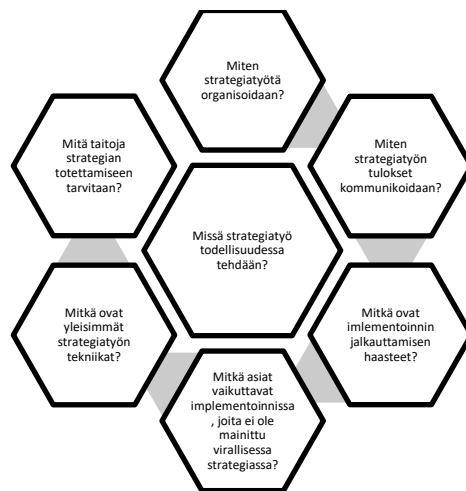 Miten
strategiatyötä
organisoidaan?
Mitä taitoja
strategian
totettamiseen
tarvitaan?
Miten
strategiatyön
tulokset
kommunikoidaan?
Missä strategiatyö
todellisuudessa
tehdään?
Mitkä ovat
yleisimmät
strategiatyön
tekniikat?
Mitkä ovat
imlementoinnin
jalkauttamisen
haasteet?
Mitkä asiat
vaikuttavat
implementoinnissa
, joita ei ole
mainittu
virallisessa
strategiassa?